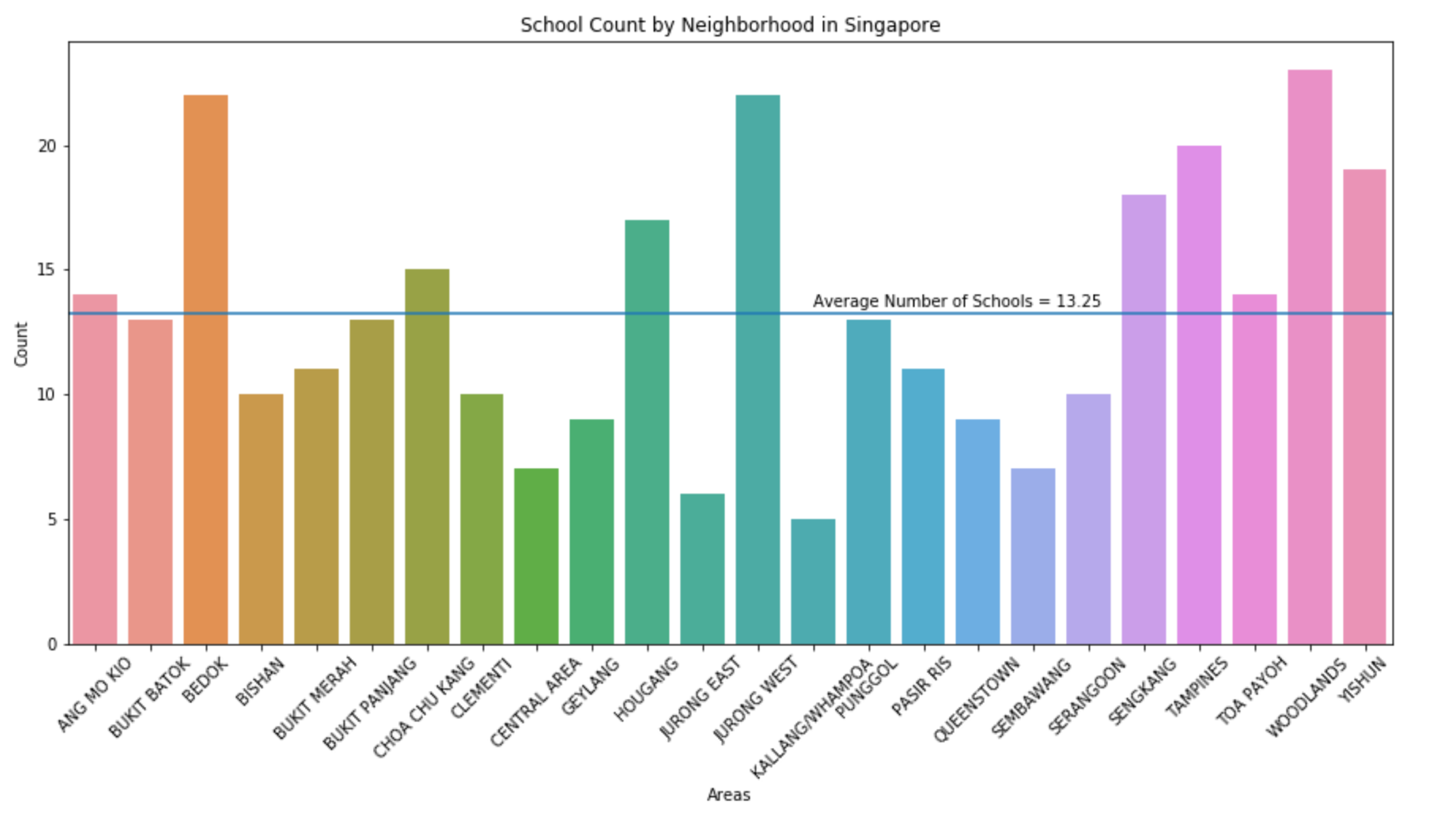 School Count by Neighborhood in Singapore
Count
20
15
10
5
0
Average Number of Schools = 13.25
ANG MO KIO
BUKIT BATOK
BEDOK
BISHAN
BUKIT MERAH
BUKIT PANJANG
CHOA CHU KANG
CLEMENTI
CENTRAL AREA
GEYLANG
HOUGANG
JURONG EAST
JURONG WEST
KALLANG/WHAMPOA
PUNGGOL
PASIR RIS
QUEENSTOWN
SEMBAWANG
SERANGOON
SENGKANG
TAMPINES
TOA PAYOH
WOODLANDS
YISHUN
Areas